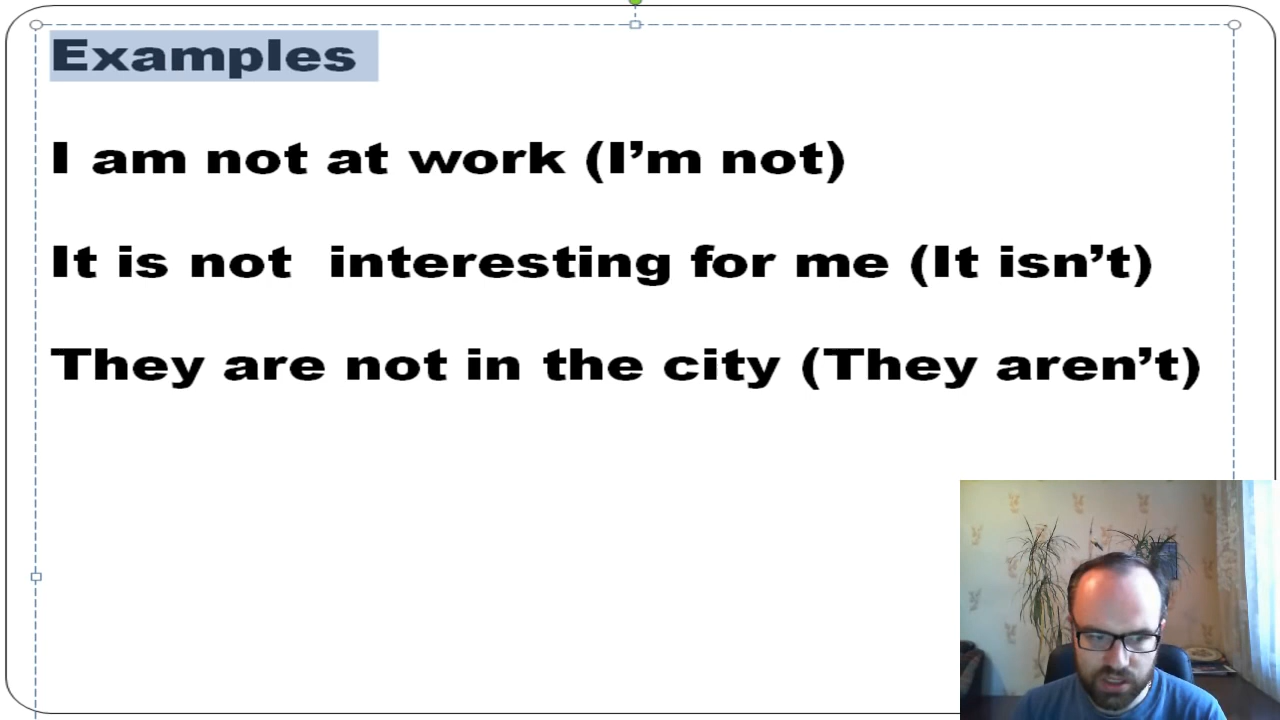 Examples
I am not at work (I’m not)
It is not  interesting for me (It isn’t)
They are not in the city (They aren’t)